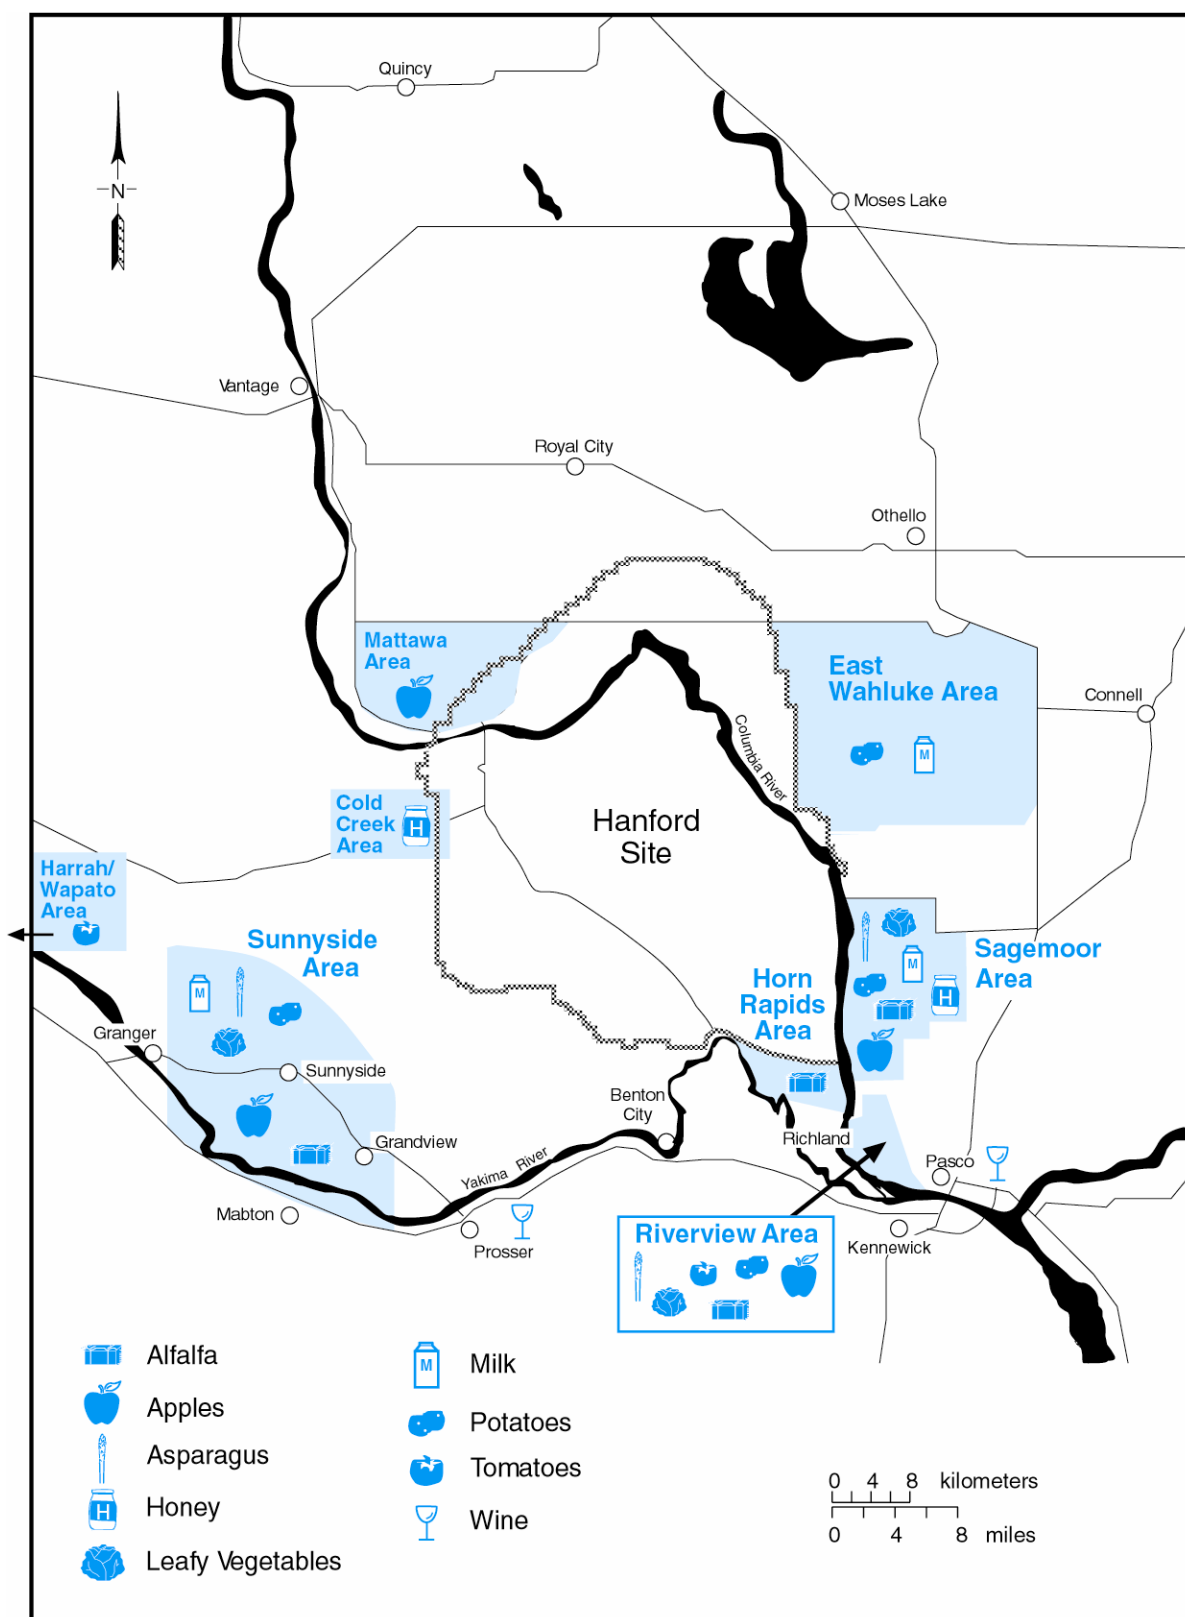 Quincy
N
Moses Lake
Vantage
Royal City
Othello
Mattawa
Area
East
Wahluke Area
Connell
M
Columbia River
Cold
Creek
Area
H
Hanford
Site
Harrah/
Wapato
Area
Sunnyside
Area
M
Sagemoor
Area
M
H
Horn
Rapids
Area
Granger
Sunnyside
Benton
City
Grandview
Richland
Yakima River
Pasco
Mabton
Prosser
Kennewick
Riverview Area
Alfalfa
Apples
Asparagus
H
Honey
Leafy Vegetables
M
Milk
Potatoes
Tomatoes
Wine
0 4 8 kilometers
0 4 8 miles